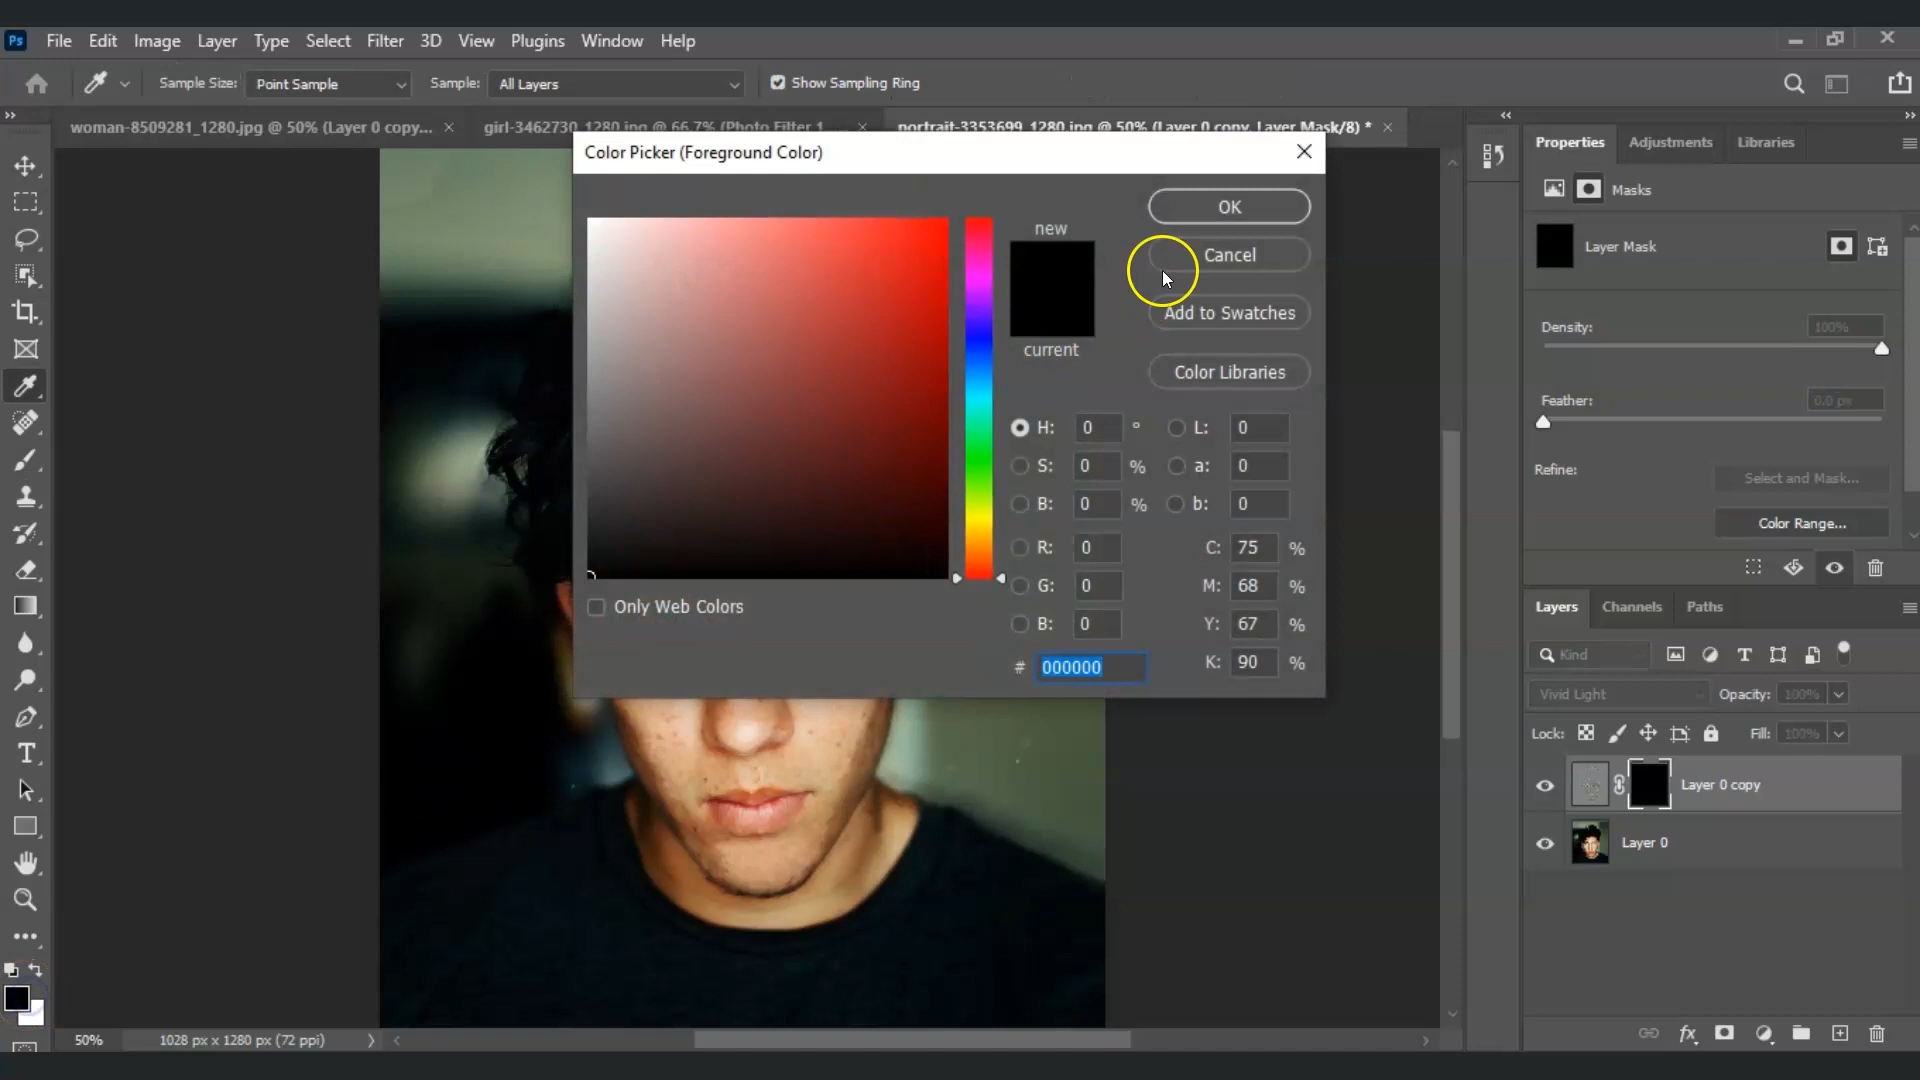 Ps File Edit Image Layer Type Select Filter 3D View Plugins Window Help
Sample Size: Point Sample Sample: All Layers Show Sampling Ring
woman-8509281_1280.jpg @ 50% (Layer 0 copy... girl-3462730_1280.jpg @ 66.7% (Photo Filter 1 portrait-3353699_1280.jpg @ 50% (Layer 0 copy, Layer Mask/8) *
Color Picker (Foreground Color)
OK
new
Cancel
Add to Swatches
current
Color Libraries
H: 0 ° L: 0
S: 0 % a: 0
B: 0 % b: 0
R: 0 C: 75 %
G: 0 M: 68 %
B: 0 Y: 67 %
# 000000 K: 90 %
Only Web Colors
Properties Adjustments Libraries
Masks
Layer Mask
Density: 100%
Feather: 0.0 px
Refine: Select and Mask...
Color Range...
Layers Channels Paths
Kind
Vivid Light Opacity: 100%
Lock: Fill: 100%
Layer 0 copy
Layer 0
fx
50% 1028 px x 1280 px (72 ppi)